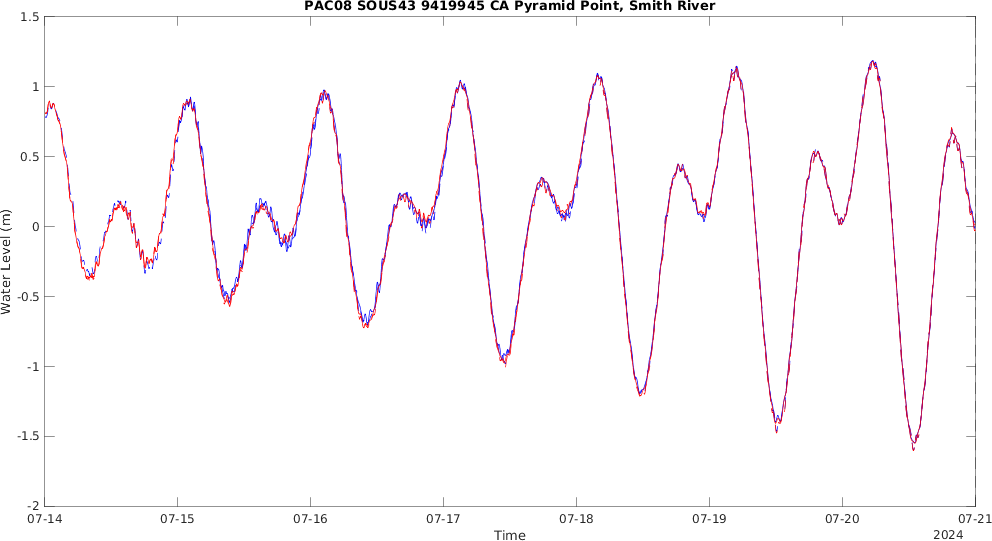 PAC08 SOUS43 9419945 CA Pyramid Point, Smith River
Water Level (m)
1.5
1
0.5
0
-0.5
-1
-1.5
-2
07-14 07-15 07-16 07-17 07-18 07-19 07-20 07-21
Time
2024